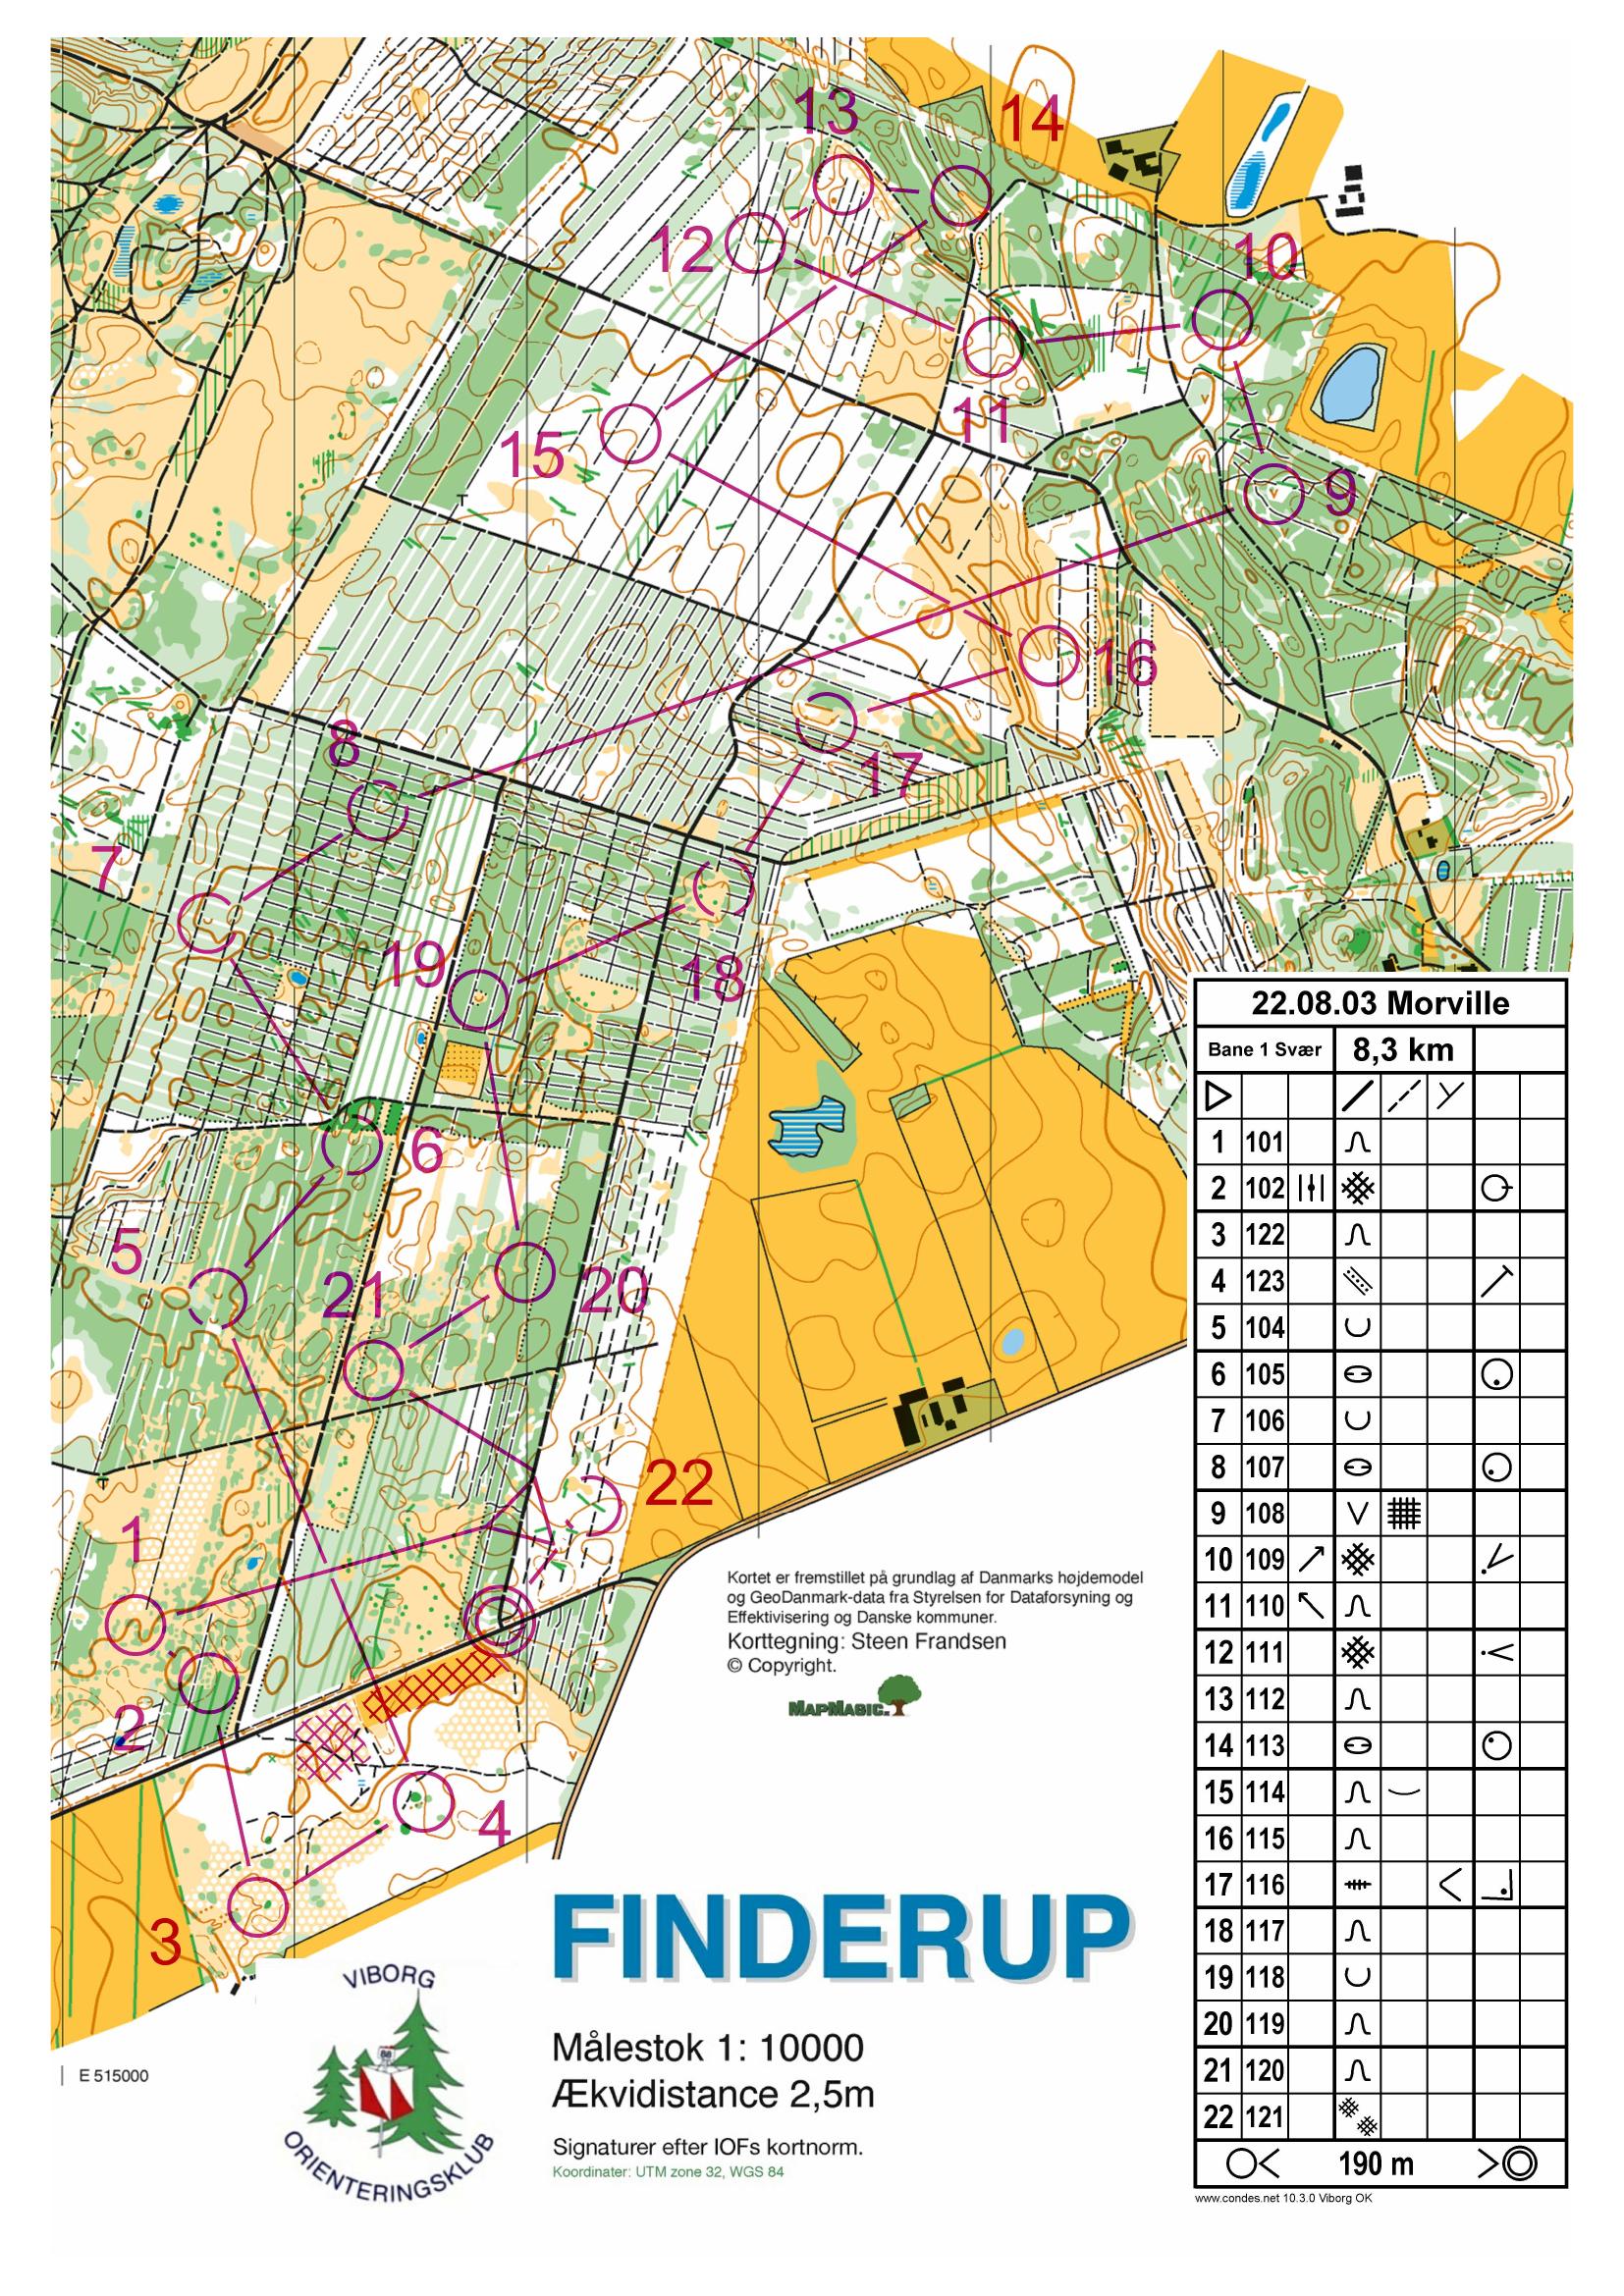 13
14
12
10
11
15
9
16
8
17
7
19
18
6
5
21
20
22
1
2
4
3
22.08.03 Morville
Bane 1 Svær 8,3 km
1 101
2 102
3 122
4 123
5 104
6 105
7 106
8 107
9 108
10 109
11 110
12 111
13 112
14 113
15 114
16 115
17 116
18 117
19 118
20 119
21 120
22 121
190 m
www.condes.net 10.3.0 Viborg OK
Kortet er fremstillet på grundlag af Danmarks højdemodel
og GeoDanmark-data fra Styrelsen for Dataforsyning og
Effektivisering og Danske kommuner.
Korttegning: Steen Frandsen
© Copyright.
MAPMAGIC.
FINDERUP
VIBORG
ORIENTERINGSKLUB
E 515000
Målestok 1: 10000
Ækvidistance 2,5m
Signaturer efter IOFs kortnorm.
Koordinater: UTM zone 32, WGS 84